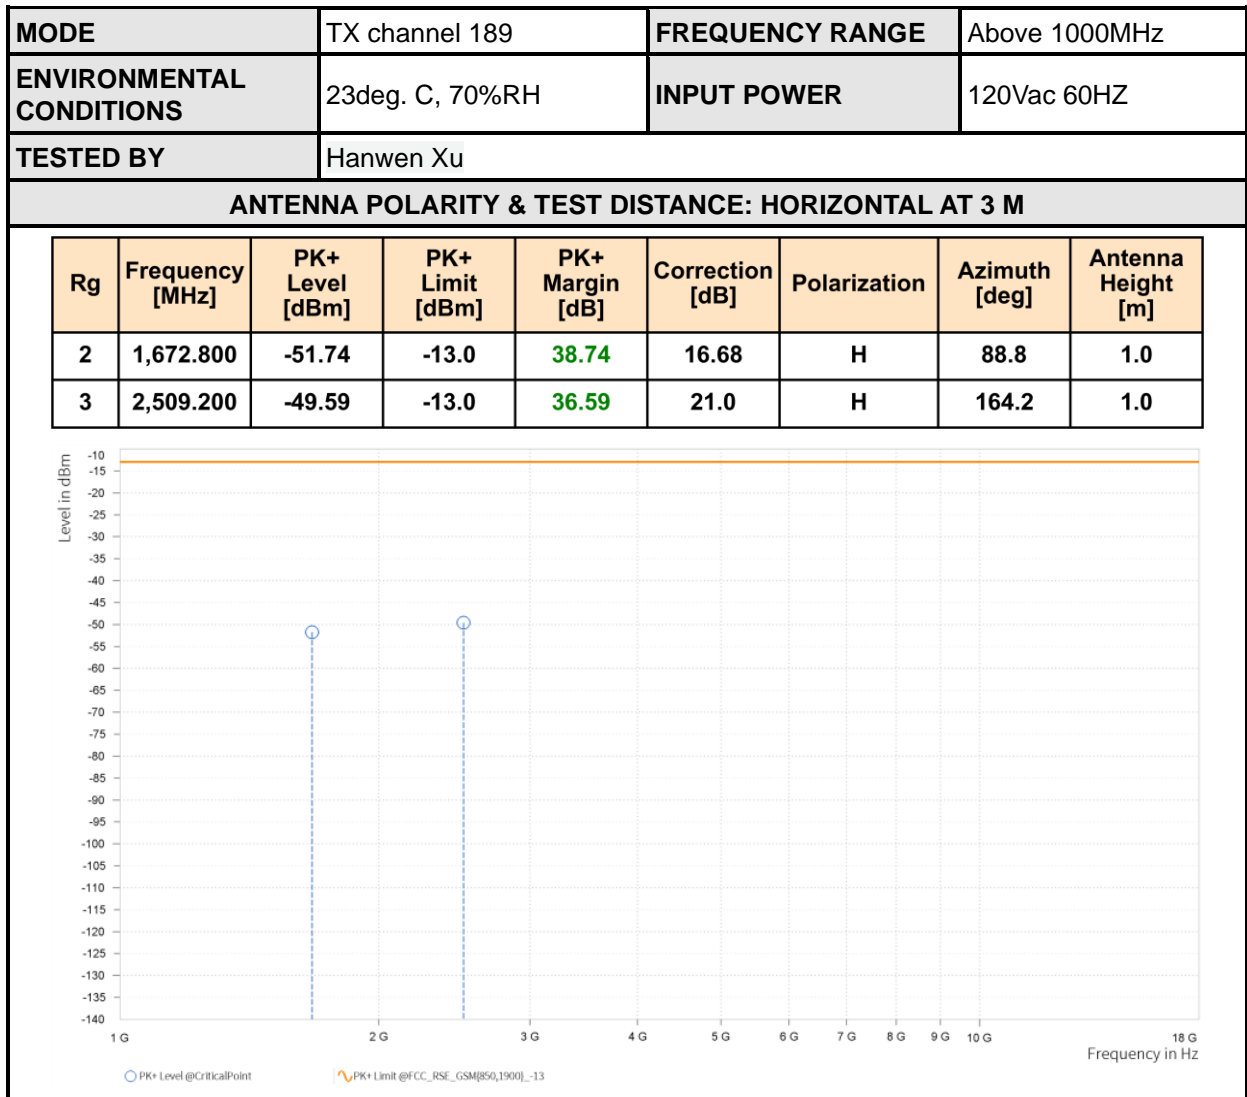 MODE TX channel 189 FREQUENCY RANGE Above 1000MHz
ENVIRONMENTAL CONDITIONS 23deg. C, 70%RH INPUT POWER 120Vac 60HZ
TESTED BY Hanwen Xu
ANTENNA POLARITY & TEST DISTANCE: HORIZONTAL AT 3 M
Rg Frequency [MHz] PK+ Level [dBm] PK+ Limit [dBm] PK+ Margin [dB] Correction [dB] Polarization Azimuth [deg] Antenna Height [m]
2 1,672.800 -51.74 -13.0 38.74 16.68 H 88.8 1.0
3 2,509.200 -49.59 -13.0 36.59 21.0 H 164.2 1.0
Level in dBm
-10
-15
-20
-25
-30
-35
-40
-45
-50
-55
-60
-65
-70
-75
-80
-85
-90
-95
-100
-105
-110
-115
-120
-125
-130
-135
-140
1 G 2 G 3 G 4 G 5 G 6 G 7 G 8 G 9 G 10 G 18 G
Frequency in Hz
PK+ Level @CriticalPoint PK+ Limit @FCC_RSE_GSM(850,1900)_-13